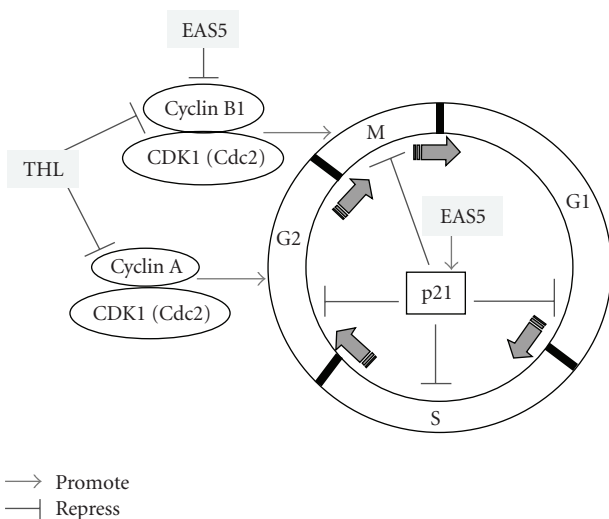 EAS5
Cyclin B1
CDK1 (Cdc2)
THL
Cyclin A
CDK1 (Cdc2)
M
G1
G2
S
EAS5
p21
Promote
Repress